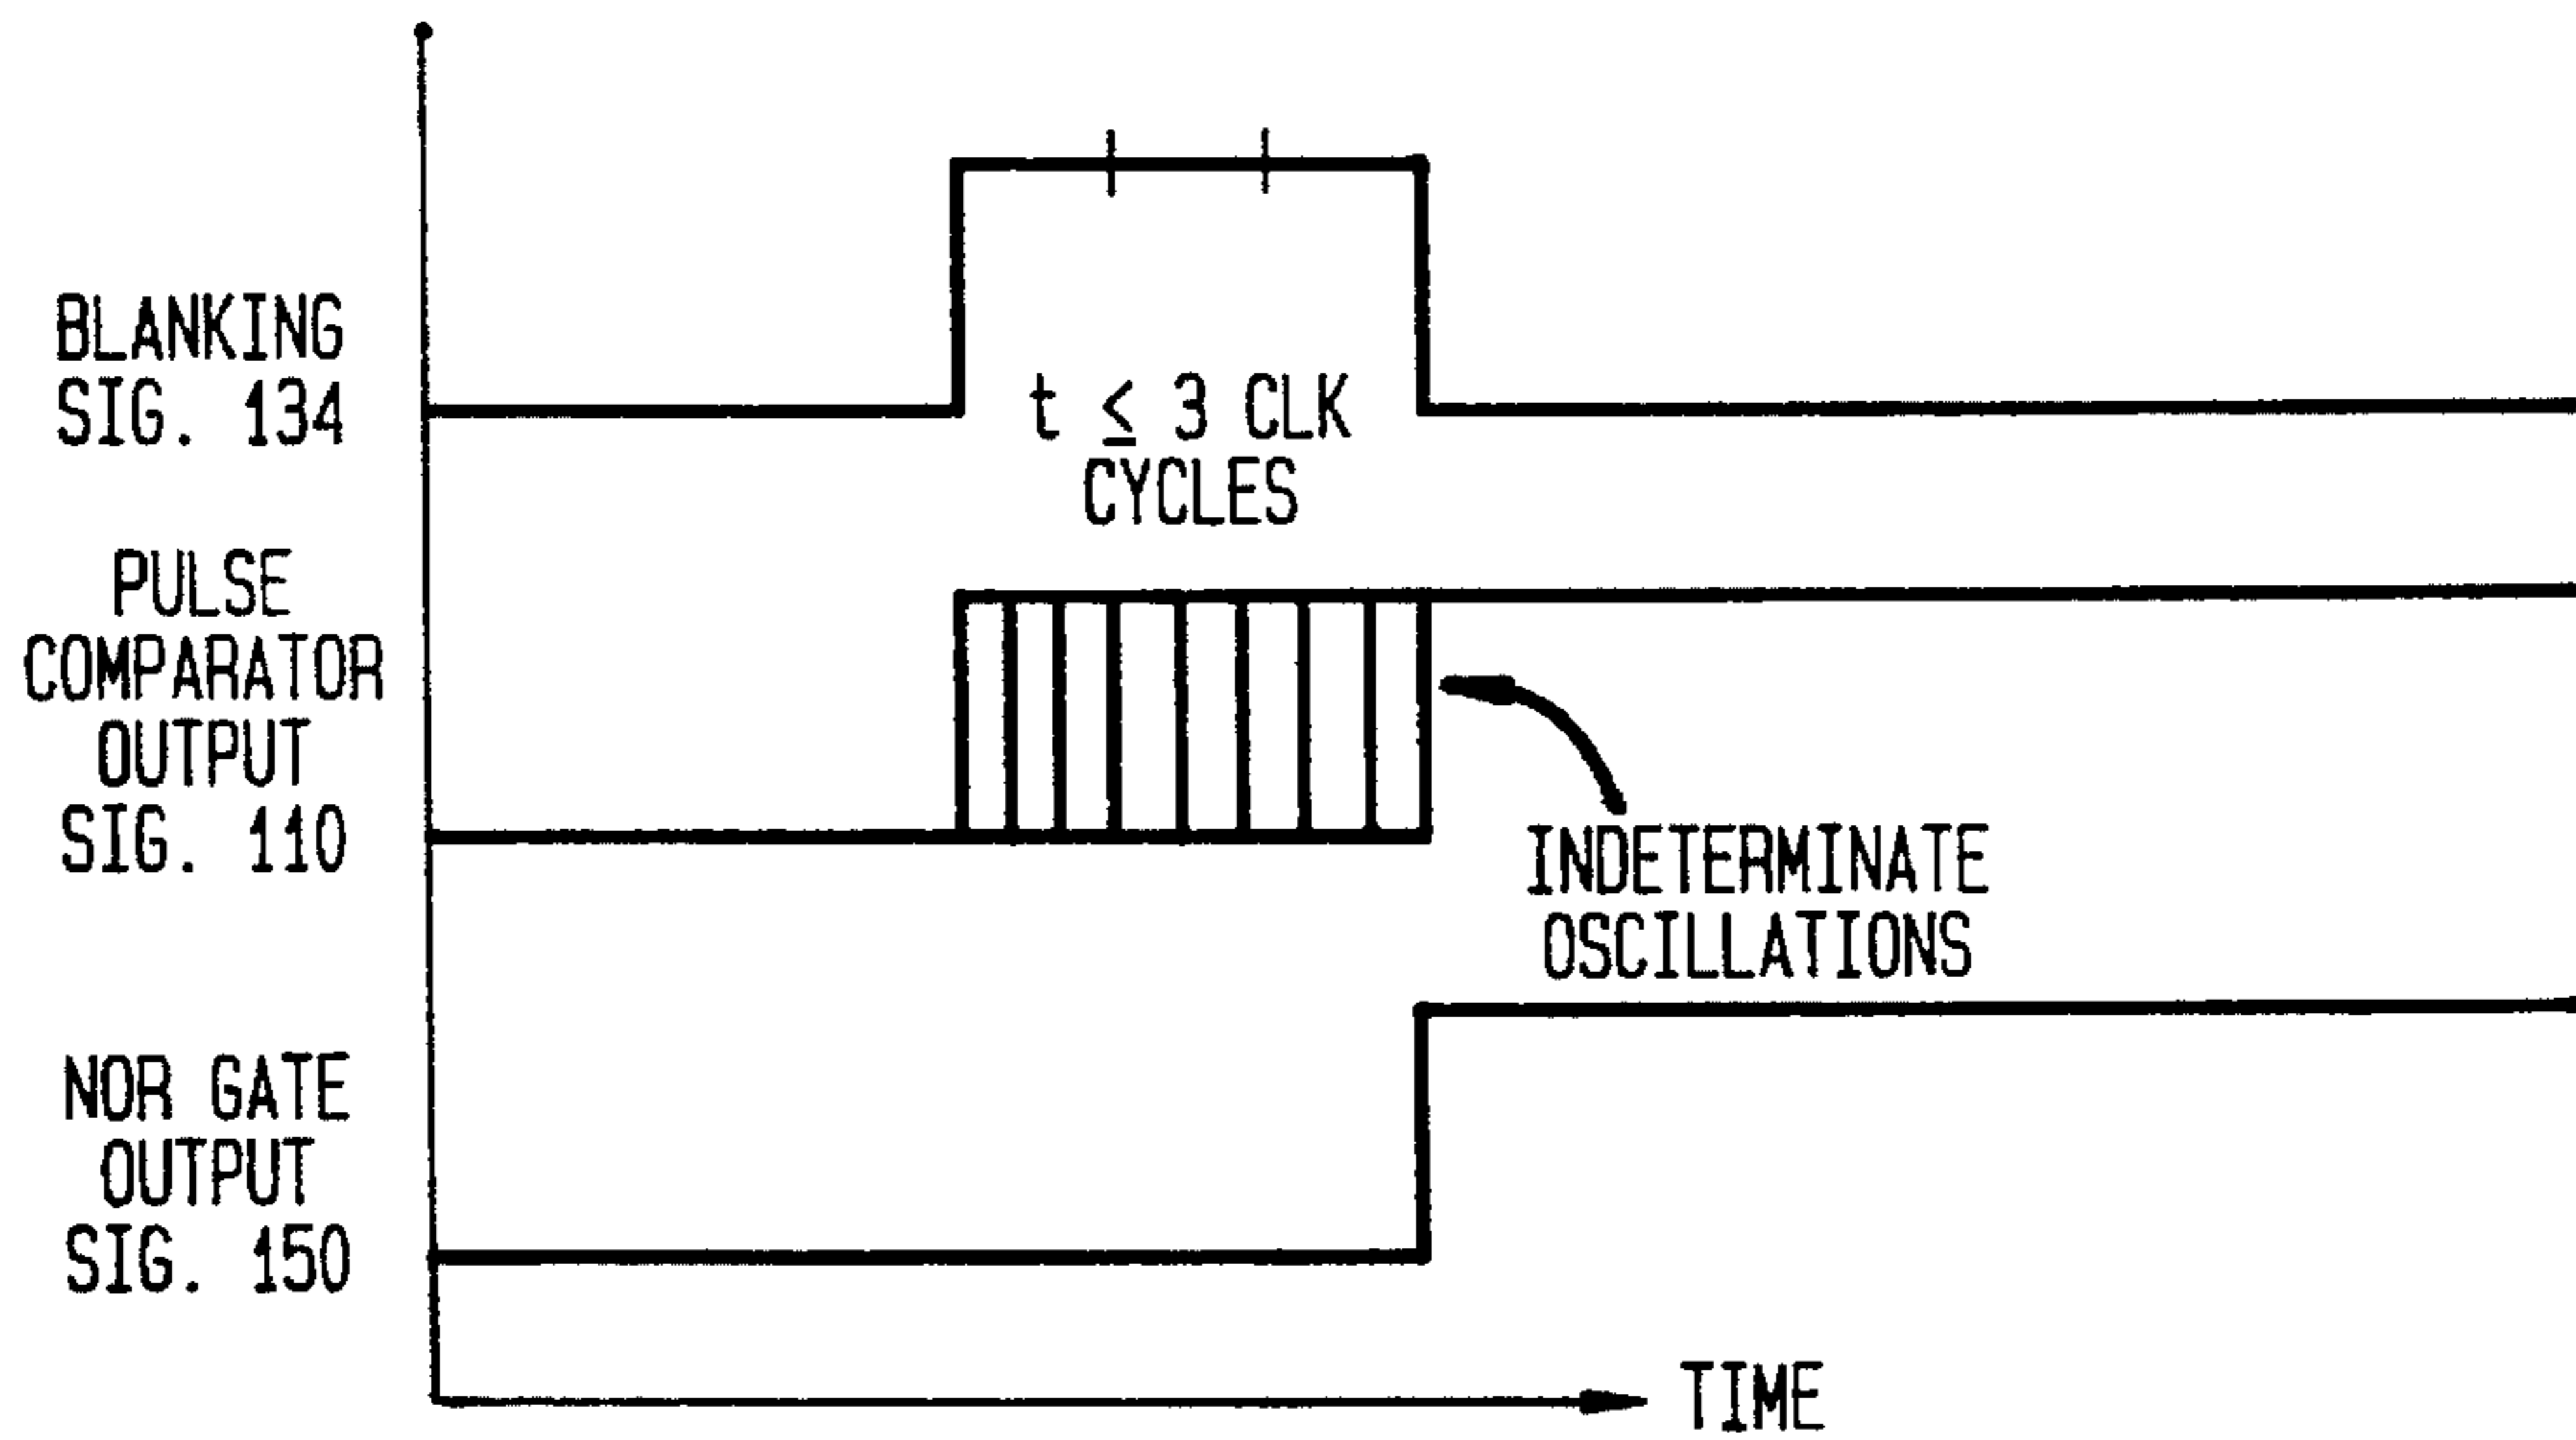 BLANKING
SIG. 134
t ≤ 3 CLK
CYCLES
PULSE
COMPARATOR
OUTPUT
SIG. 110
INDETERMINATE
OSCILLATIONS
NOR GATE
OUTPUT
SIG. 150
TIME